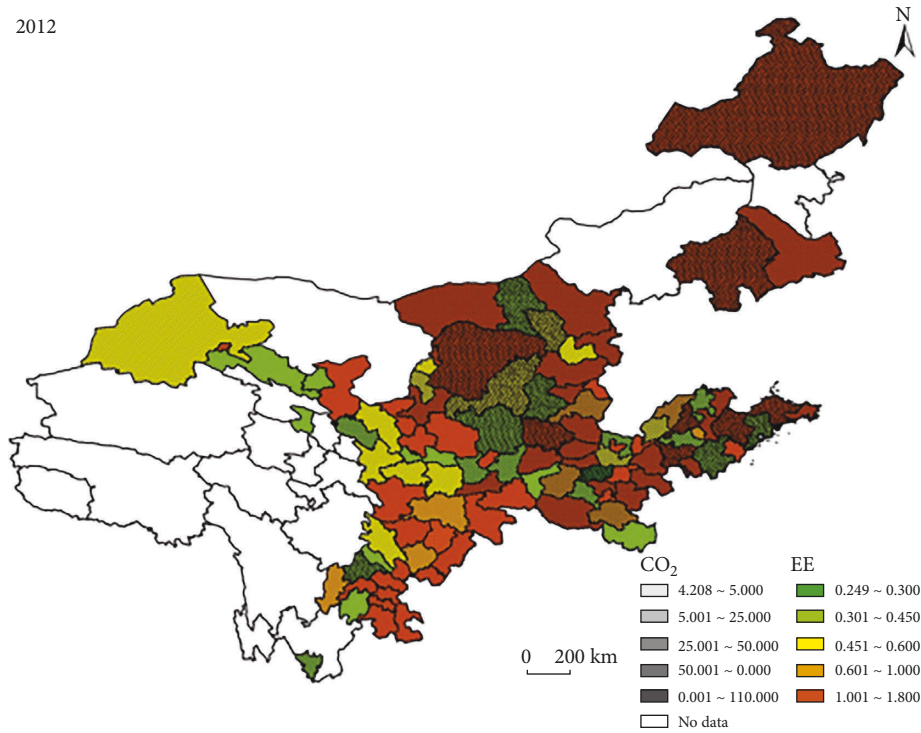 2012
N
0 200 km
CO₂
4.208 ~ 5.000
5.001 ~ 25.000
25.001 ~ 50.000
50.001 ~ 0.000
0.001 ~ 110.000
No data
EE
0.249 ~ 0.300
0.301 ~ 0.450
0.451 ~ 0.600
0.601 ~ 1.000
1.001 ~ 1.800